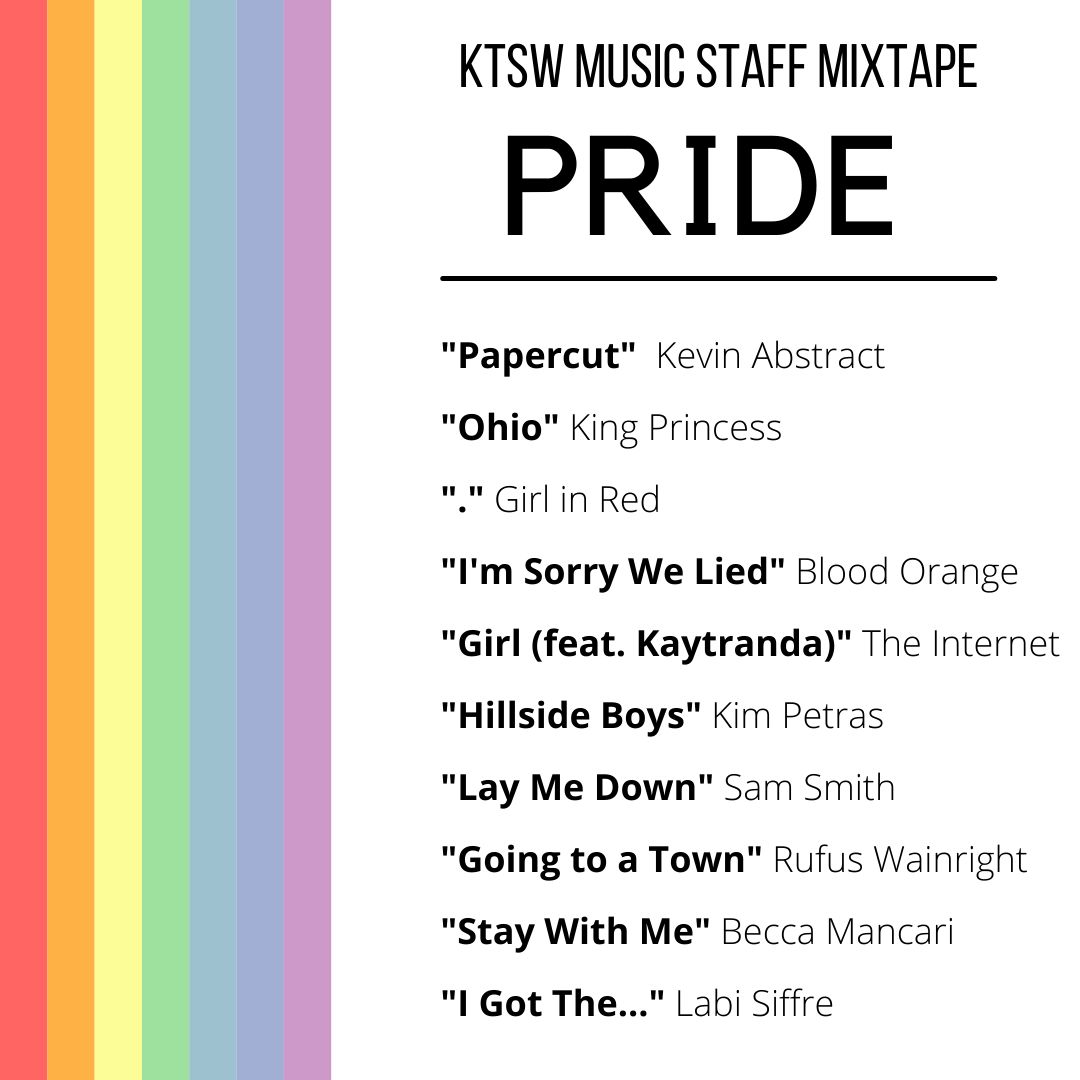 KTSW MUSIC STAFF MIXTAPE
PRIDE
"Papercut" Kevin Abstract
"Ohio" King Princess
"." Girl in Red
"I'm Sorry We Lied" Blood Orange
"Girl (feat. Kaytranda)" The Internet
"Hillside Boys" Kim Petras
"Lay Me Down" Sam Smith
"Going to a Town" Rufus Wainright
"Stay With Me" Becca Mancari
"I Got The..." Labi Siffre